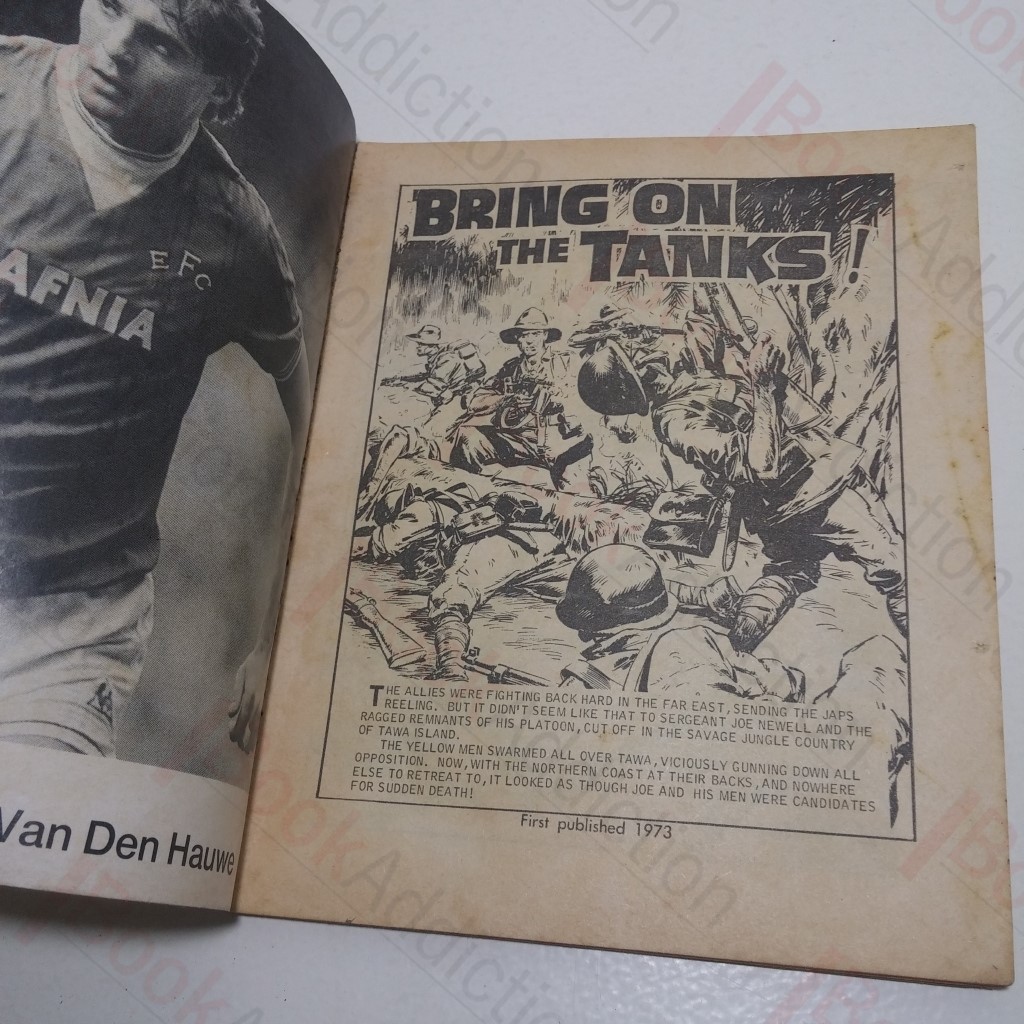 EFC
AFNIA
Van Den Hauwe
BRING ON
THE TANKS!
THE ALLIES WERE FIGHTING BACK HARD IN THE FAR EAST, SENDING THE JAPS
REELING. BUT IT DIDN'T SEEM LIKE THAT TO SERGEANT JOE NEWELL AND THE
RAGGED REMNANTS OF HIS PLATOON, CUT OFF IN THE SAVAGE JUNGLE COUNTRY
OF TAWA ISLAND.
THE YELLOW MEN SWARMED ALL OVER TAWA, VICIOUSLY GUNNING DOWN ALL
OPPOSITION. NOW, WITH THE NORTHERN COAST AT THEIR BACKS, AND NOWHERE
ELSE TO RETREAT TO, IT LOOKED AS THOUGH JOE AND HIS MEN WERE CANDIDATES
FOR SUDDEN DEATH!
First published 1973
BookAddiction